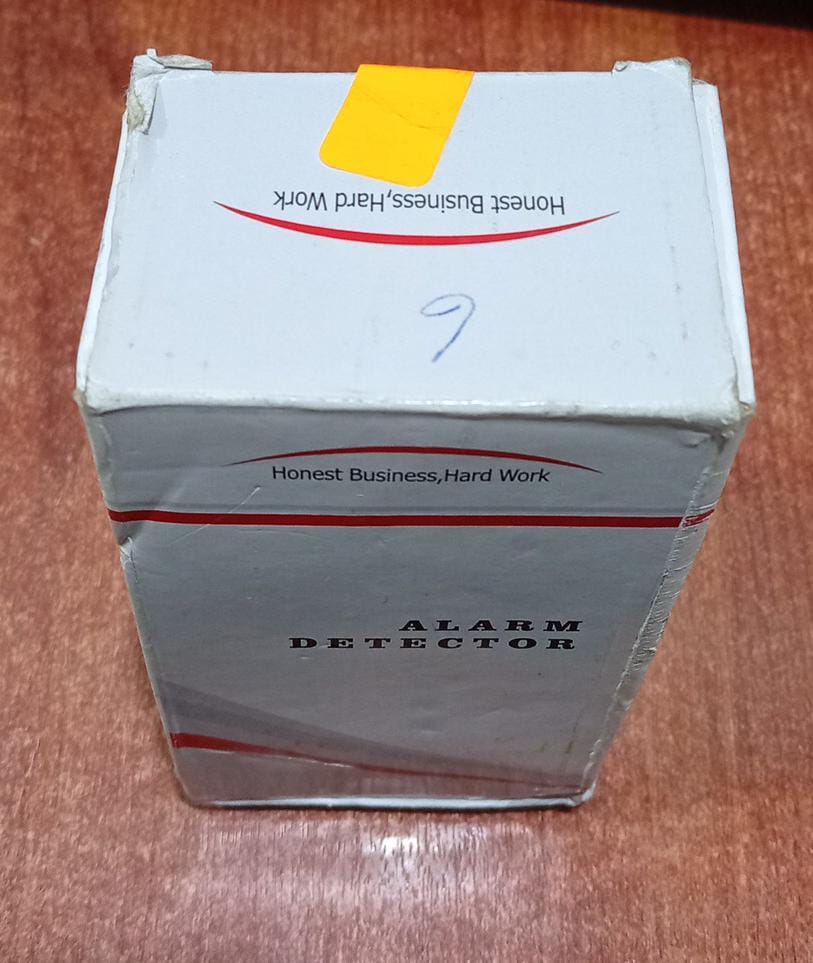 Honest Business,Hard Work
9
Honest Business,Hard Work
ALARM
DETECTOR